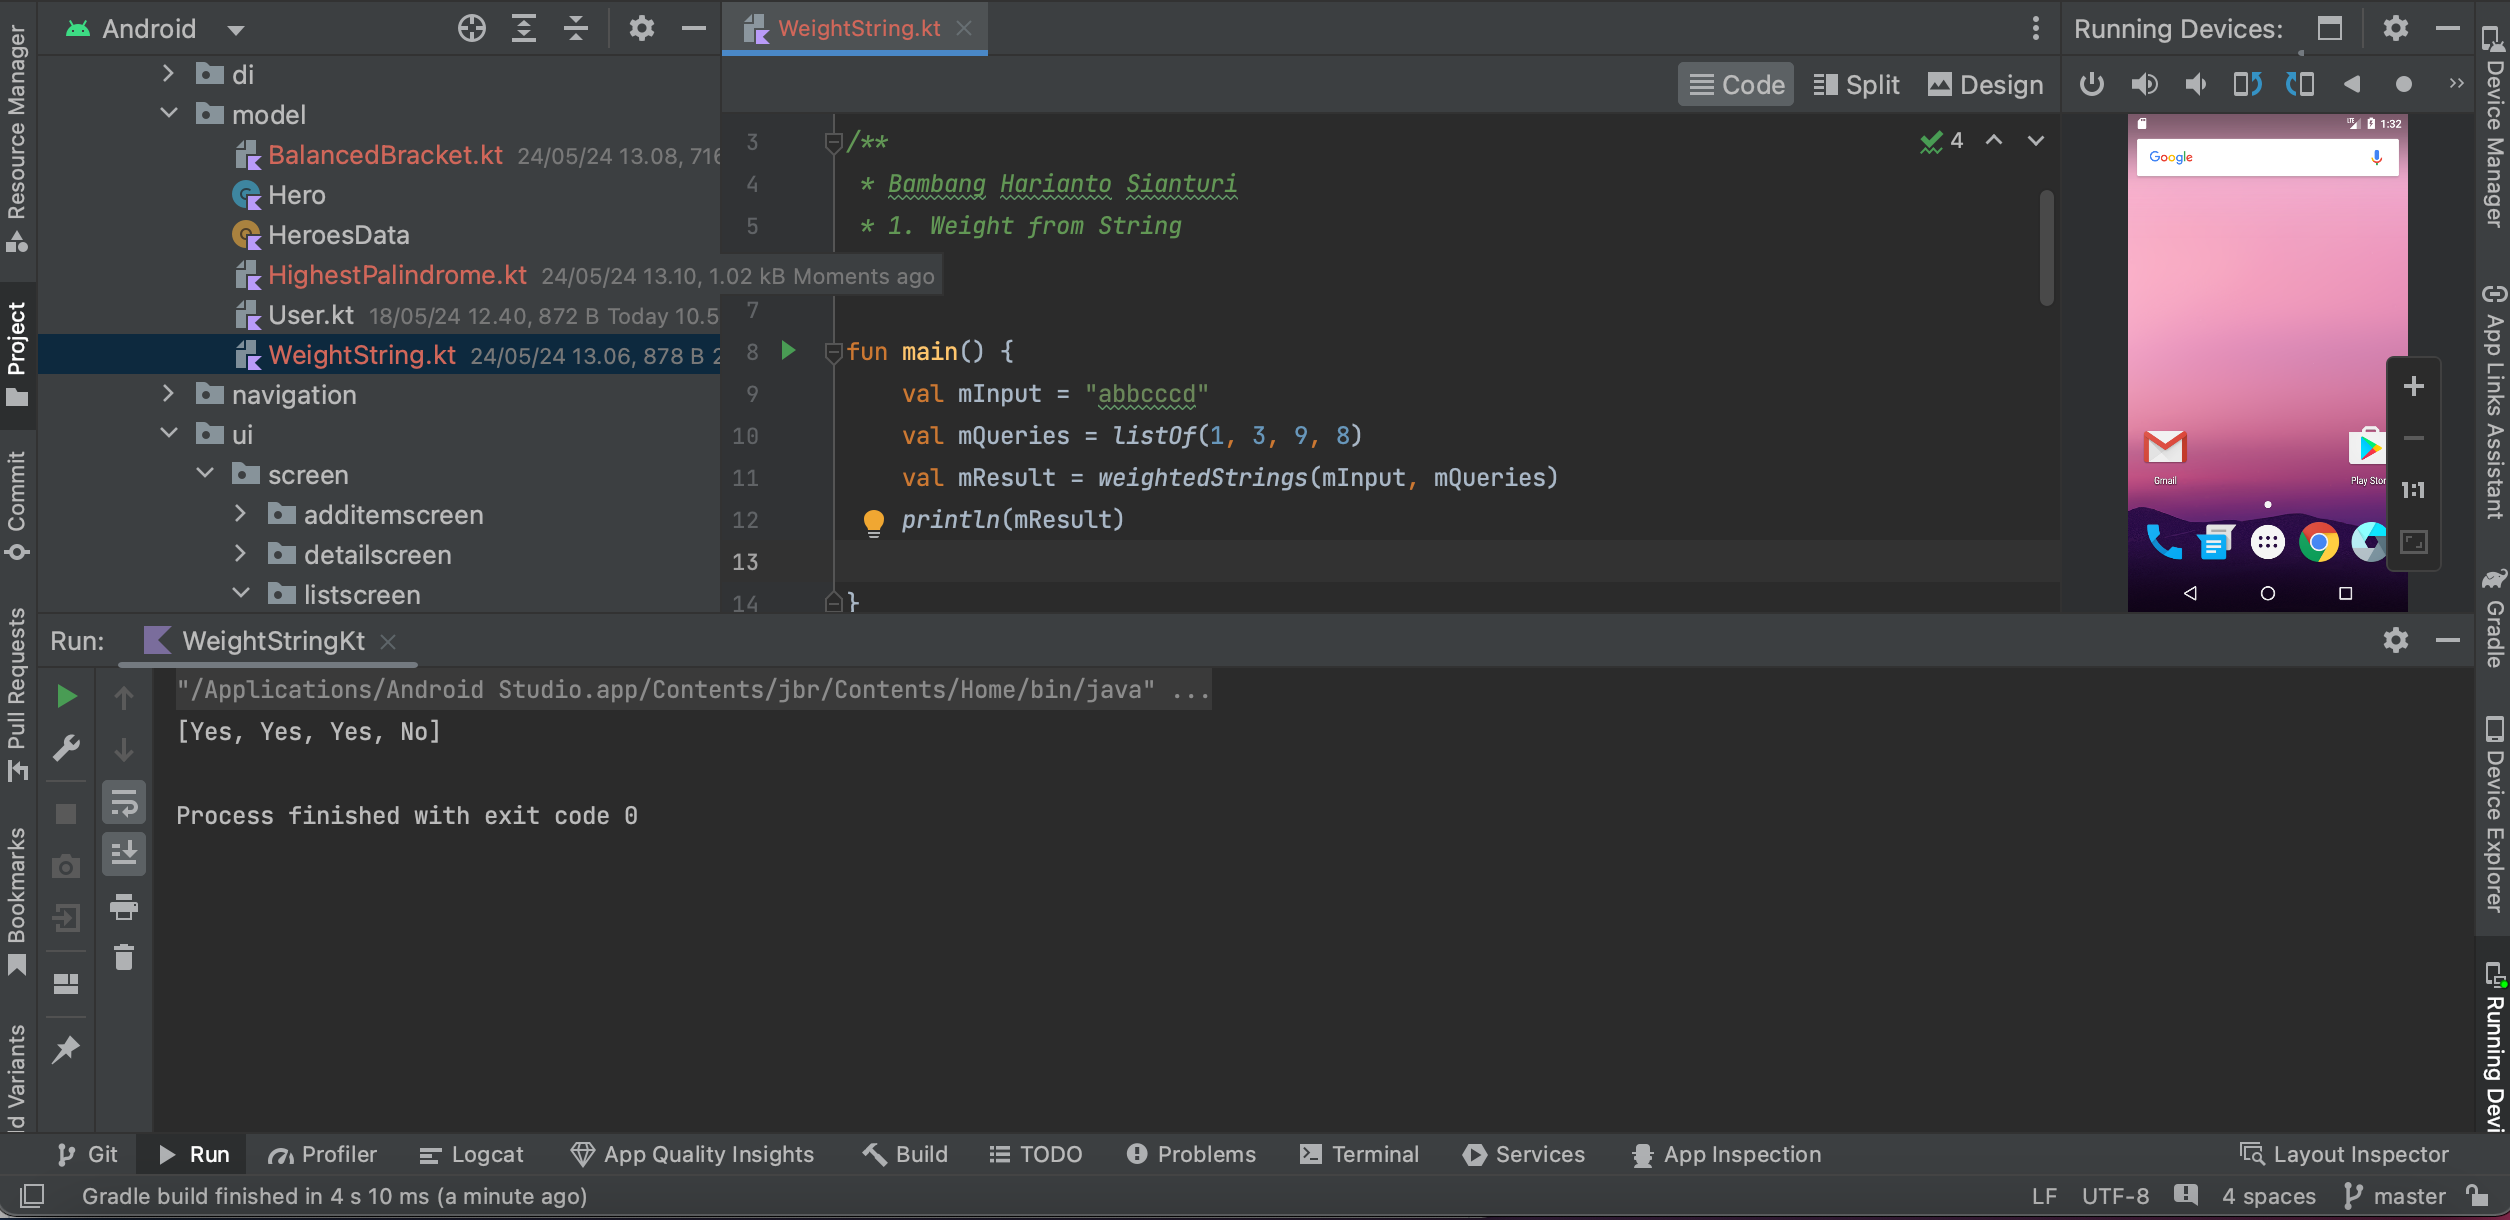 Android
WeightString.kt
Running Devices:
Code
Split
Design
di
model
BalancedBracket.kt 24/05/24 13.08, 716
Hero
HeroesData
HighestPalindrome.kt 24/05/24 13.10, 1.02 kB Moments ago
User.kt 18/05/24 12.40, 872 B Today 10.5
WeightString.kt 24/05/24 13.06, 878 B 2
navigation
ui
screen
additemscreen
detailscreen
listscreen
3 /**
4 * Bambang Harianto Sianturi
5 * 1. Weight from String
7
8 fun main() {
9 val mInput = "abbcccd"
10 val mQueries = listOf(1, 3, 9, 8)
11 val mResult = weightedStrings(mInput, mQueries)
12 println(mResult)
13
14 }
4
LTE 1:32
Google
Gmail
Play Stor
1:1
Run:
WeightStringKt
"/Applications/Android Studio.app/Contents/jbr/Contents/Home/bin/java" ...
[Yes, Yes, Yes, No]
Process finished with exit code 0
Resource Manager
Project
Commit
Pull Requests
Bookmarks
ld Variants
Device Manager
App Links Assistant
Gradle
Device Explorer
Running Devi
Git
Run
Profiler
Logcat
App Quality Insights
Build
TODO
Problems
Terminal
Services
App Inspection
Layout Inspector
Gradle build finished in 4 s 10 ms (a minute ago)
LF
UTF-8
4 spaces
master